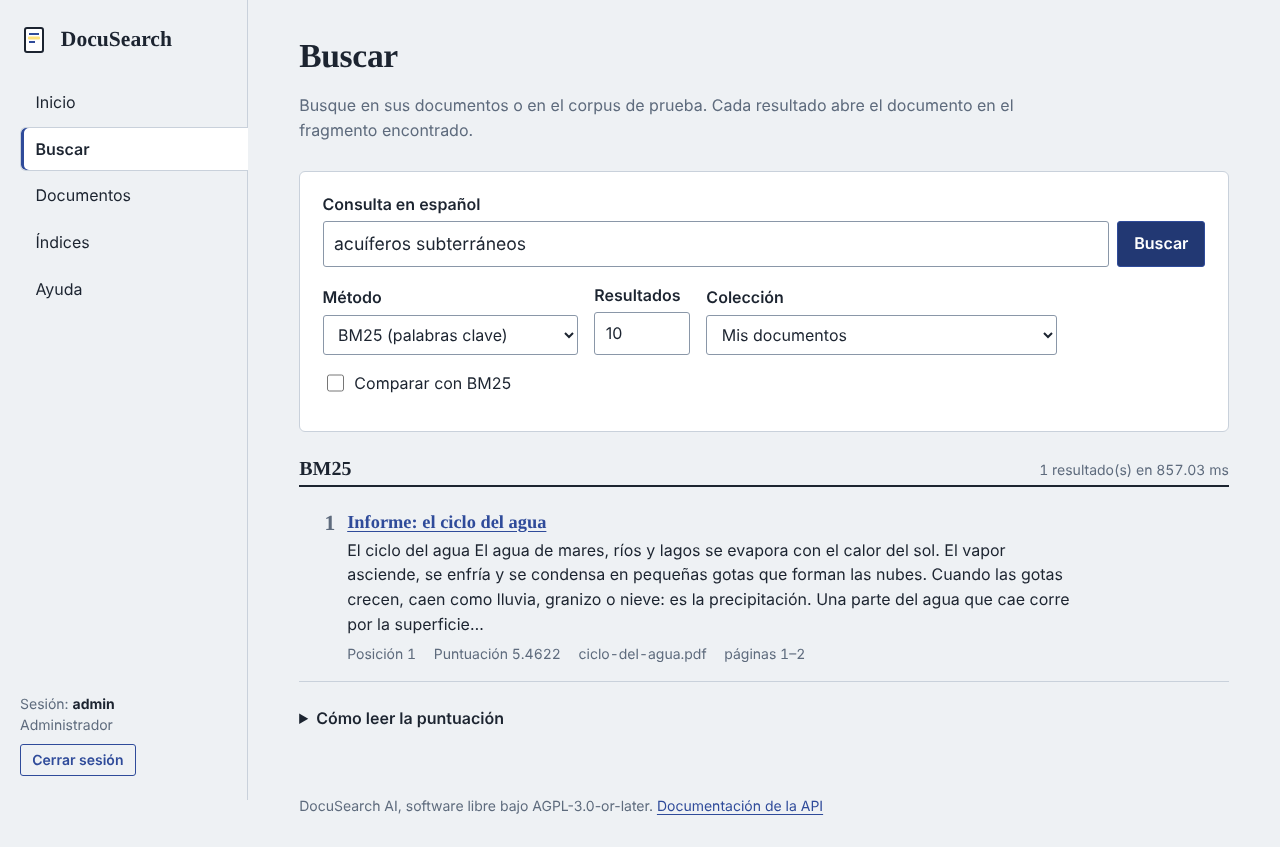 DocuSearch
Inicio
Buscar
Documentos
Índices
Ayuda
Sesión: admin
Administrador
Cerrar sesión
Buscar
Busque en sus documentos o en el corpus de prueba. Cada resultado abre el documento en el
fragmento encontrado.
Consulta en español
acuíferos subterráneos
Buscar
Método
Resultados
Colección
BM25 (palabras clave)
10
Mis documentos
Comparar con BM25
BM25
1 resultado(s) en 857.03 ms
1 Informe: el ciclo del agua
El ciclo del agua El agua de mares, ríos y lagos se evapora con el calor del sol. El vapor
asciende, se enfría y se condensa en pequeñas gotas que forman las nubes. Cuando las gotas
crecen, caen como lluvia, granizo o nieve: es la precipitación. Una parte del agua que cae corre
por la superficie…
Posición 1 Puntuación 5.4622 ciclo-del-agua.pdf páginas 1–2
Cómo leer la puntuación
DocuSearch AI, software libre bajo AGPL-3.0-or-later. Documentación de la API